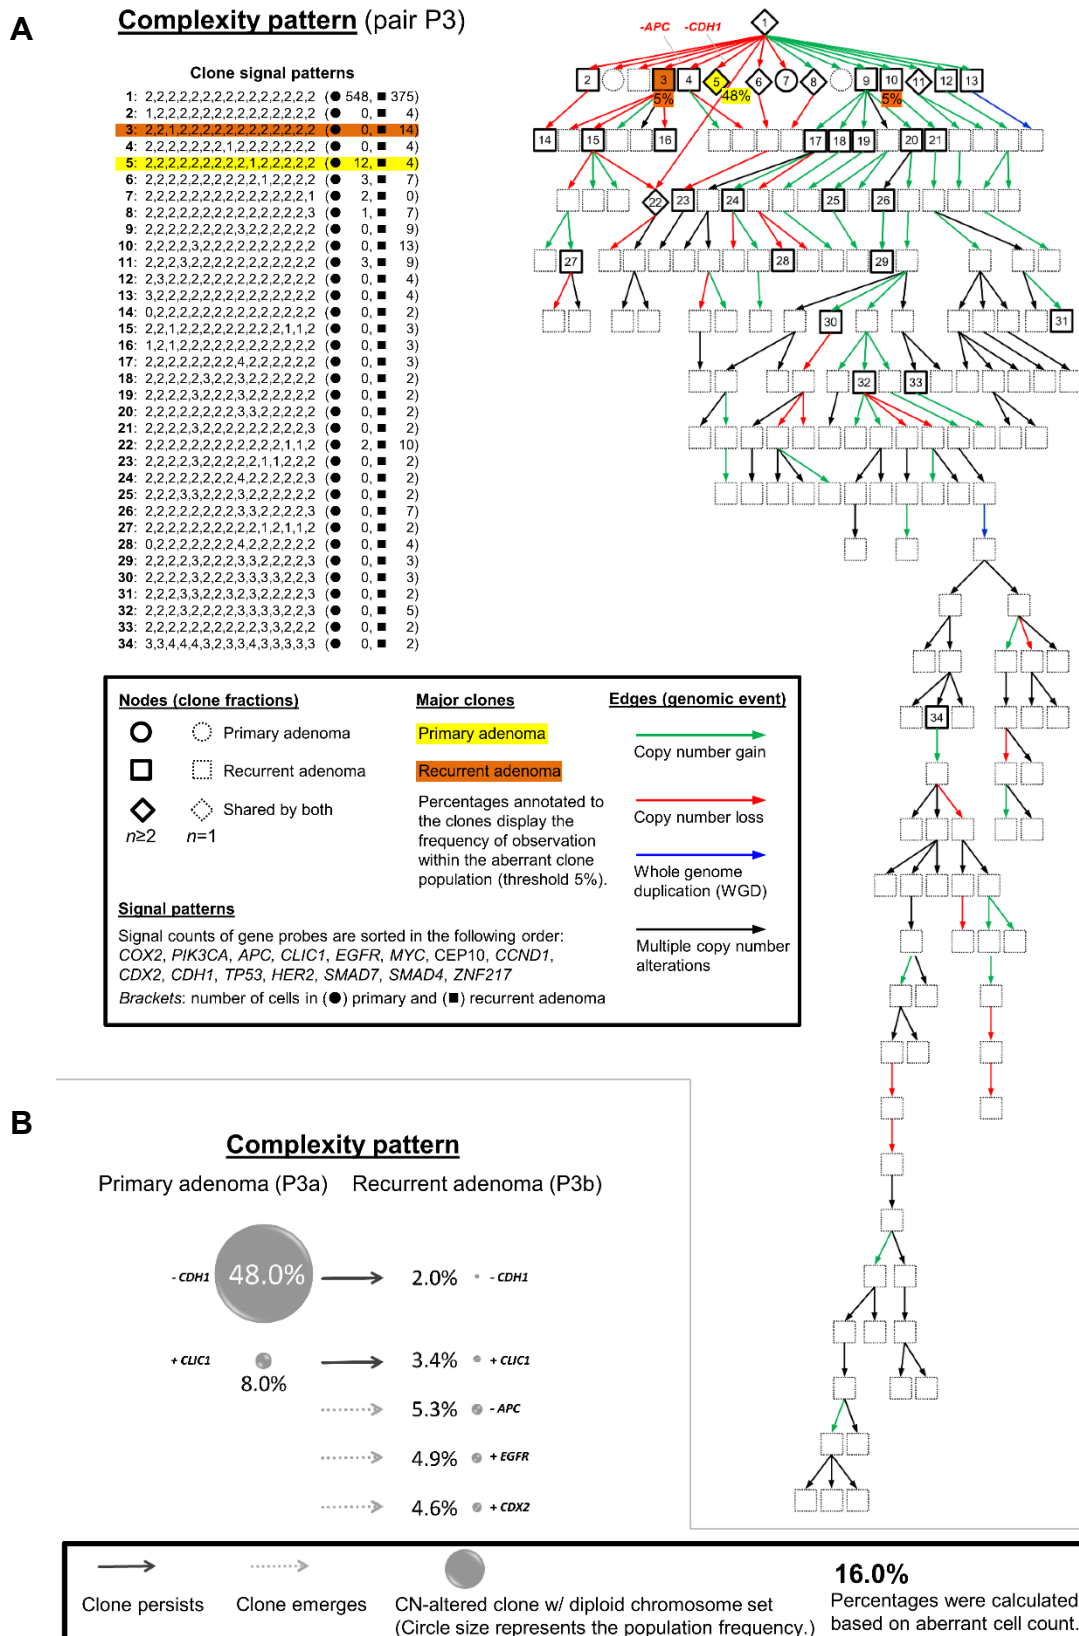 A
Complexity pattern (pair P3)
Clone signal patterns
1: 2,2,2,2,2,2,2,2,2,2,2,2,2,2,2 (● 548, ■ 375)
2: 1,2,2,2,2,2,2,2,2,2,2,2,2,2,2 (● 0, ■ 4)
3: 2,2,1,2,2,2,2,2,2,2,2,2,2,2,2 (● 0, ■ 14)
4: 2,2,2,2,2,2,2,1,2,2,2,2,2,2,2 (● 0, ■ 4)
5: 2,2,2,2,2,2,2,2,2,1,2,2,2,2,2 (● 12, ■ 4)
6: 2,2,2,2,2,2,2,2,2,2,1,2,2,2,2 (● 3, ■ 7)
7: 2,2,2,2,2,2,2,2,2,2,2,2,2,2,1 (● 2, ■ 0)
8: 2,2,2,2,2,2,2,2,2,2,2,2,2,2,3 (● 1, ■ 7)
9: 2,2,2,2,2,2,2,2,3,2,2,2,2,2,2 (● 0, ■ 9)
10: 2,2,2,2,3,2,2,2,2,2,2,2,2,2,2 (● 0, ■ 13)
11: 2,2,2,3,2,2,2,2,2,2,2,2,2,2,2 (● 3, ■ 9)
12: 2,3,2,2,2,2,2,2,2,2,2,2,2,2,2 (● 0, ■ 4)
13: 3,2,2,2,2,2,2,2,2,2,2,2,2,2,2 (● 0, ■ 4)
14: 0,2,2,2,2,2,2,2,2,2,2,2,2,2,2 (● 0, ■ 2)
15: 2,2,1,2,2,2,2,2,2,2,2,2,1,1,2 (● 0, ■ 3)
16: 1,2,1,2,2,2,2,2,2,2,2,2,2,2,2 (● 0, ■ 3)
17: 2,2,2,2,2,2,2,2,4,2,2,2,2,2,2 (● 0, ■ 3)
18: 2,2,2,2,2,3,2,2,3,2,2,2,2,2,2 (● 0, ■ 2)
19: 2,2,2,2,3,2,2,2,3,2,2,2,2,2,2 (● 0, ■ 2)
20: 2,2,2,2,2,2,2,2,3,3,2,2,2,2,2 (● 0, ■ 2)
21: 2,2,2,2,3,2,2,2,2,2,2,2,2,2,3 (● 0, ■ 2)
22: 2,2,2,2,2,2,2,2,2,2,2,2,1,1,2 (● 2, ■ 10)
23: 2,2,2,2,3,2,2,2,2,2,1,1,2,2,2 (● 0, ■ 2)
24: 2,2,2,2,2,2,2,2,4,2,2,2,2,2,3 (● 0, ■ 2)
25: 2,2,2,3,3,2,2,2,3,2,2,2,2,2,2 (● 0, ■ 2)
26: 2,2,2,2,2,2,2,2,3,3,2,2,2,2,3 (● 0, ■ 7)
27: 2,2,2,2,2,2,2,2,2,2,1,2,1,1,2 (● 0, ■ 2)
28: 0,2,2,2,2,2,2,2,4,2,2,2,2,2,2 (● 0, ■ 4)
29: 2,2,2,2,3,2,2,2,3,3,2,2,2,2,3 (● 0, ■ 3)
30: 2,2,2,2,3,2,2,2,3,3,3,3,2,2,3 (● 0, ■ 3)
31: 2,2,2,3,3,2,2,2,3,3,2,2,2,2,3 (● 0, ■ 2)
32: 2,2,2,2,2,2,2,2,3,3,3,3,2,2,3 (● 0, ■ 5)
33: 2,2,2,2,2,2,2,2,2,2,3,3,2,2,2 (● 0, ■ 2)
34: 3,3,4,4,4,3,2,3,3,4,3,3,3,3,3 (● 0, ■ 2)
-APC -CDH1
1
2 3 4 5 6 7 8 9 10 11 12 13
5% 48% 5%
14 15 16 17 18 19 20 21
22 23 24 25 26
27 28 29
30 31
32 33
34
Nodes (clone fractions)
Primary adenoma
Recurrent adenoma
Shared by both
n≥2 n=1
Major clones
Primary adenoma
Recurrent adenoma
Percentages annotated to
the clones display the
frequency of observation
within the aberrant clone
population (threshold 5%).
Edges (genomic event)
Copy number gain
Copy number loss
Whole genome
duplication (WGD)
Multiple copy number
alterations
Signal patterns
Signal counts of gene probes are sorted in the following order:
COX2, PIK3CA, APC, CLIC1, EGFR, MYC, CEP10, CCND1,
CDX2, CDH1, TP53, HER2, SMAD7, SMAD4, ZNF217
Brackets: number of cells in (●) primary and (■) recurrent adenoma
B
Complexity pattern
Primary adenoma (P3a) Recurrent adenoma (P3b)
- CDH1 48.0% 2.0% - CDH1
+ CLIC1 8.0% 3.4% + CLIC1
5.3% - APC
4.9% + EGFR
4.6% + CDX2
Clone persists
Clone emerges
CN-altered clone w/ diploid chromosome set
(Circle size represents the population frequency.)
16.0%
Percentages were calculated
based on aberrant cell count.